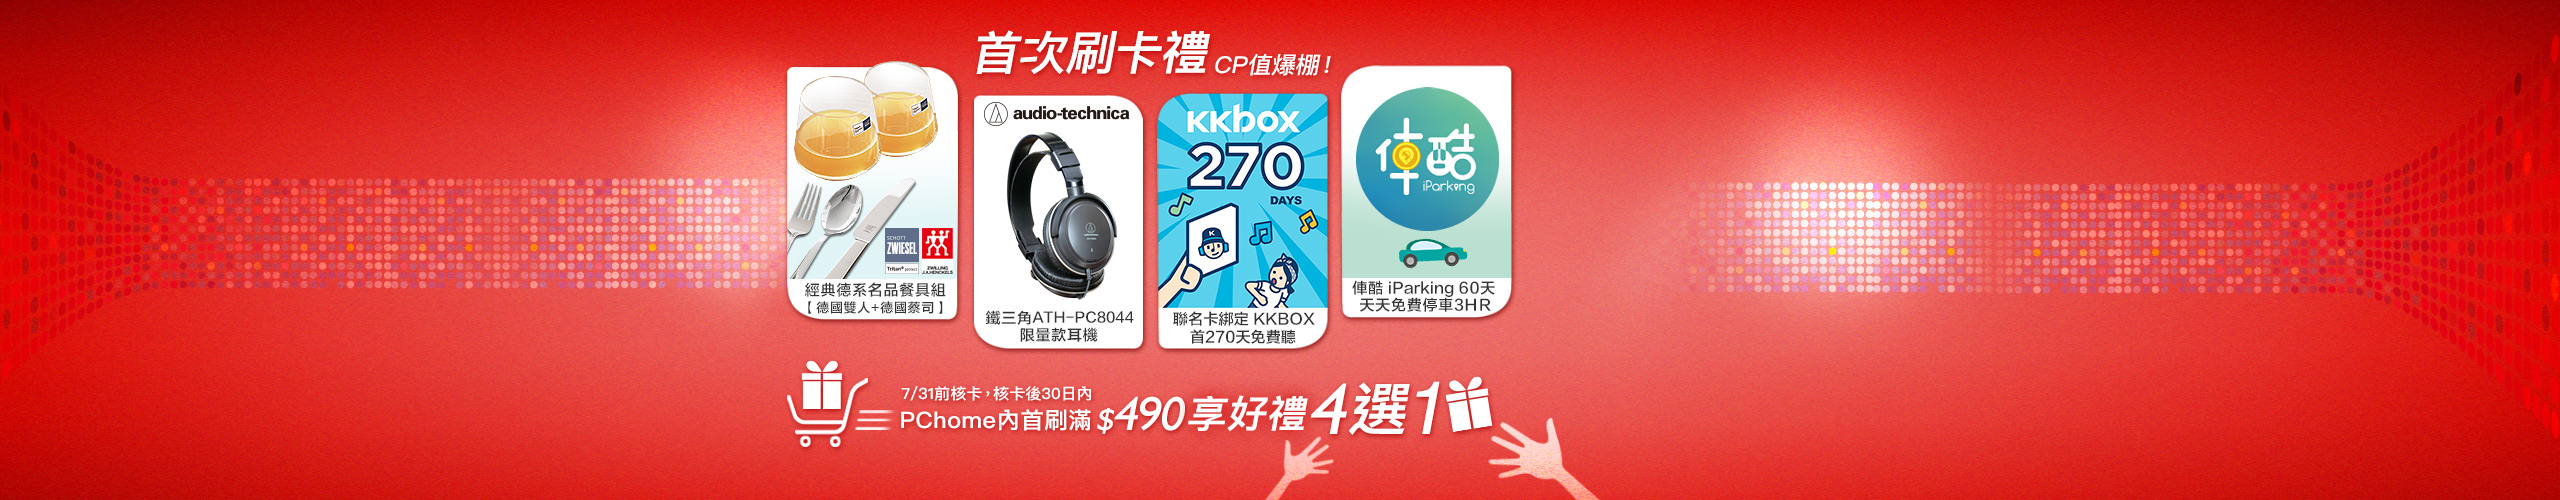 首次刷卡禮 CP值爆棚!
SCHOTT
ZWIESEL
Tritan® protect
ZWILLING
J.A.HENCKELS
經典德系名品餐具組
【德國雙人+德國蔡司】
audio-technica
鐵三角ATH-PC8044
限量款耳機
KKbox
270
DAYS
K
聯名卡綁定 KKBOX
首270天免費聽
俥酷
iParking
俥酷 iParking 60天
天天免費停車3HR
7/31前核卡，核卡後30日內
PChome內首刷滿 $490 享好禮 4選1